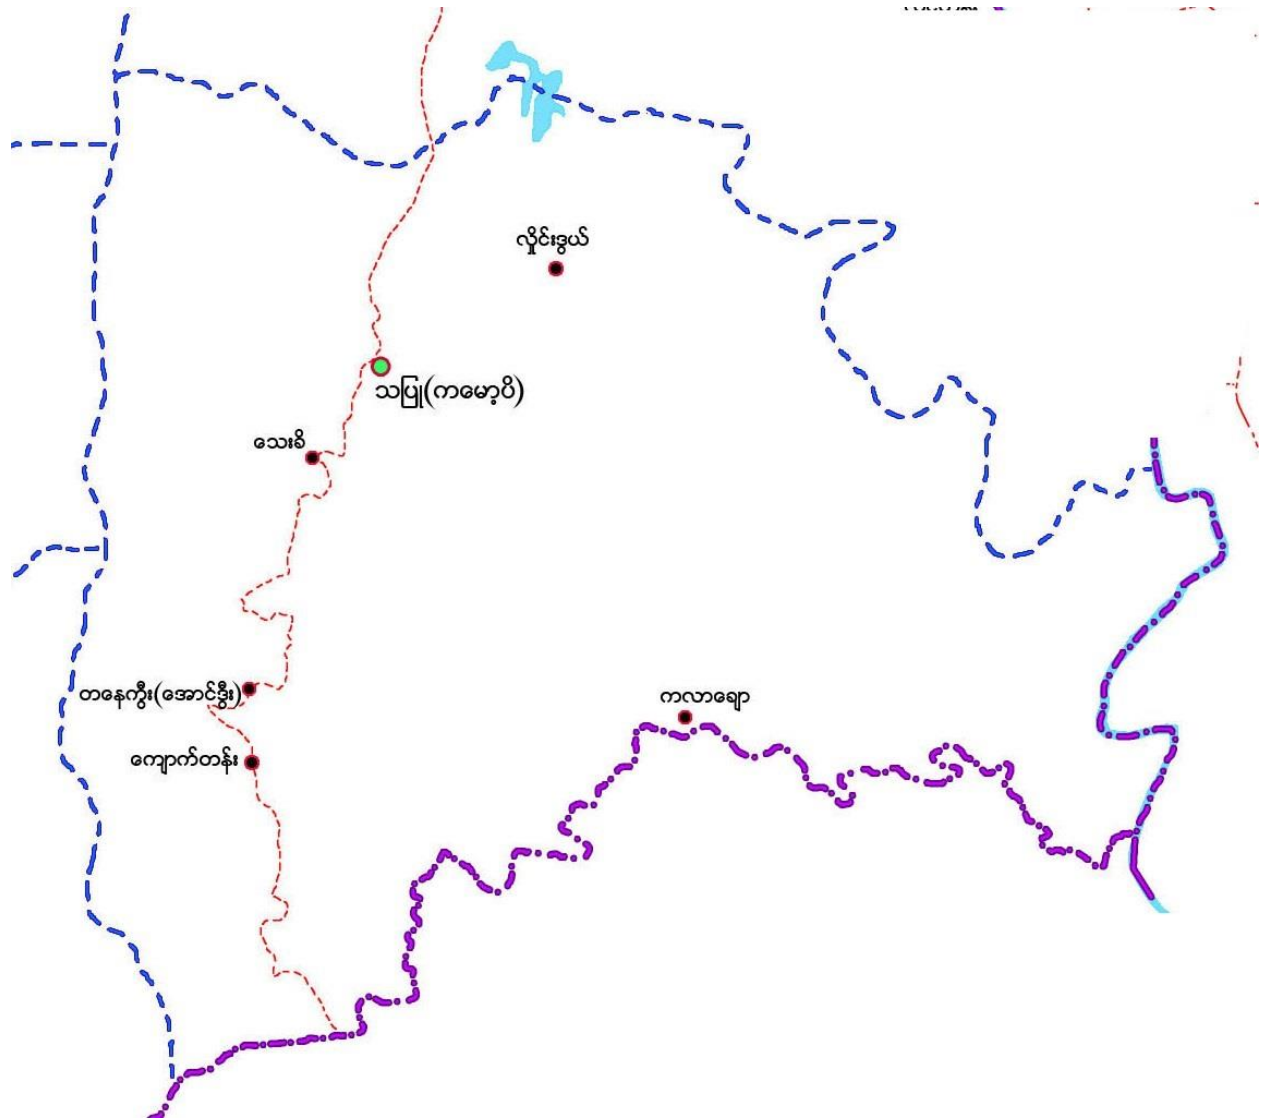 လှိုင်းဒွယ်
သပြု(ကမော့ပိ)
သေးခိ
တနေကွီး(အောင်ဒွီး)
ကလာချော
ကျောက်တန်း